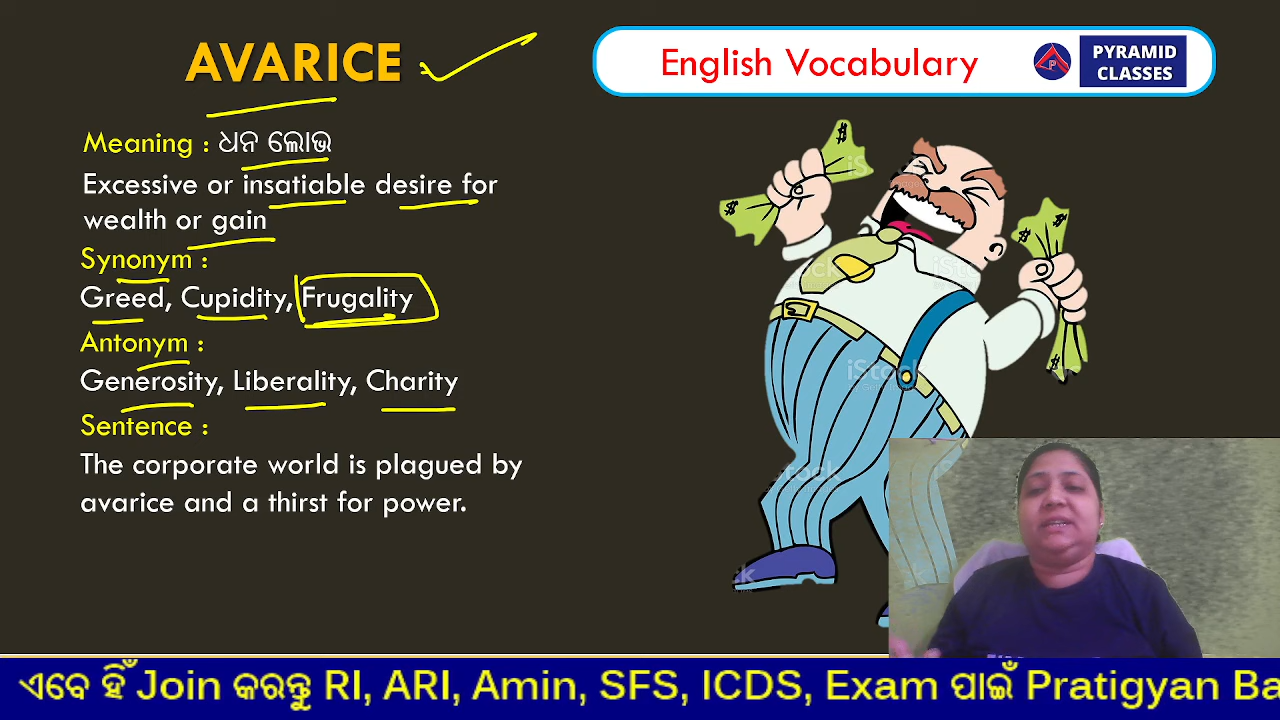 AVARICE
English Vocabulary
PYRAMID
CLASSES
Meaning : ଧନ ଲୋଭ
Excessive or insatiable desire for
wealth or gain
Synonym :
Greed, Cupidity, Frugality
Antonym :
Generosity, Liberality, Charity
Sentence :
The corporate world is plagued by
avarice and a thirst for power.
iStock
ଏବେ ହିଁ Join କରନ୍ତୁ RI, ARI, Amin, SFS, ICDS, Exam ପାଇଁ Pratigyan Ba